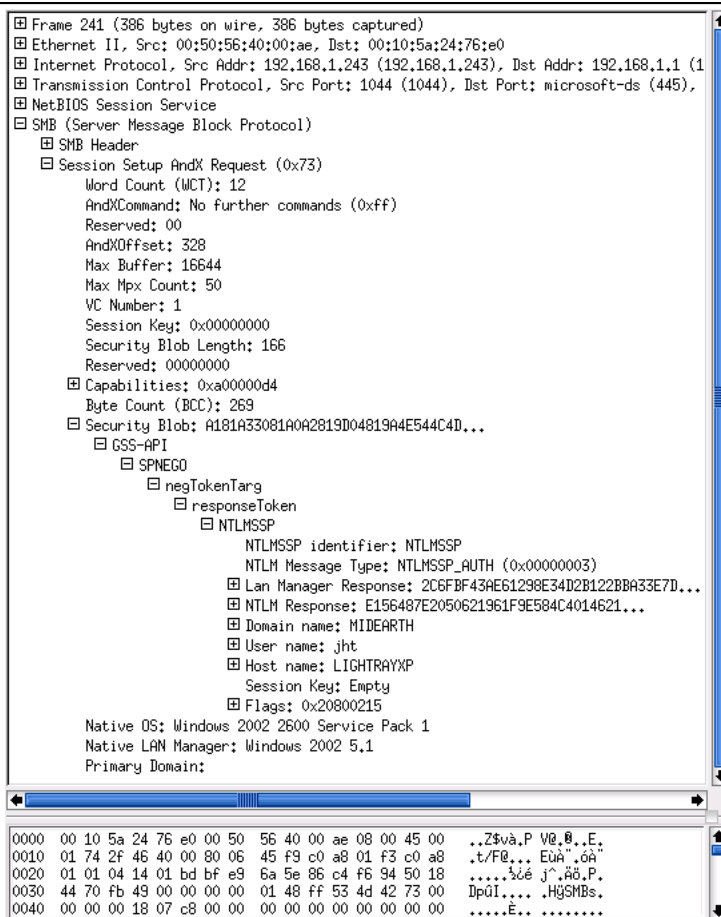 Frame 241 (386 bytes on wire, 386 bytes captured)
Ethernet II, Src: 00:50:56:40:00:ae, Dst: 00:10:5a:24:76:e0
Internet Protocol, Src Addr: 192.168.1.243 (192.168.1.243), Dst Addr: 192.168.1.1 (1
Transmission Control Protocol, Src Port: 1044 (1044), Dst Port: microsoft-ds (445),
NetBIOS Session Service
SMB (Server Message Block Protocol)
SMB Header
Session Setup AndX Request (0x73)
Word Count (WCT): 12
AndXCommand: No further commands (0xff)
Reserved: 00
AndXOffset: 328
Max Buffer: 16644
Max Mpx Count: 50
VC Number: 1
Session Key: 0x00000000
Security Blob Length: 166
Reserved: 00000000
Capabilities: 0xa00000d4
Byte Count (BCC): 269
Security Blob: A181A33081A0A2819D04819A4E544C4D...
GSS-API
SPNEGO
negTokenTarg
responseToken
NTLMSSP
NTLMSSP identifier: NTLMSSP
NTLM Message Type: NTLMSSP_AUTH (0x00000003)
Lan Manager Response: 2C6FBF43AE61298E34D2B122BBA33E7D...
NTLM Response: E156487E2050621961F9E584C4014621...
Domain name: MIDEARTH
User name: jht
Host name: LIGHTRAYXP
Session Key: Empty
Flags: 0x20800215
Native OS: Windows 2002 2600 Service Pack 1
Native LAN Manager: Windows 2002 5.1
Primary Domain:
0000 00 10 5a 24 76 e0 00 50 56 40 00 ae 08 00 45 00 ..Z$và.P V@.®..E.
0010 01 74 2f 46 40 00 80 06 45 f9 c0 a8 01 f3 c0 a8 .t/F@... EùÀ¨.óÀ¨
0020 01 01 04 14 01 bd bf e9 6a 5e 86 c4 f6 94 50 18 .....½¿é j^.Äö.P.
0030 44 70 fb 49 00 00 00 00 01 48 ff 53 4d 42 73 00 DpûI.... .HÿSMBs.
0040 00 00 00 18 07 c8 00 00 00 00 00 00 00 00 00 00 .....È.. ........